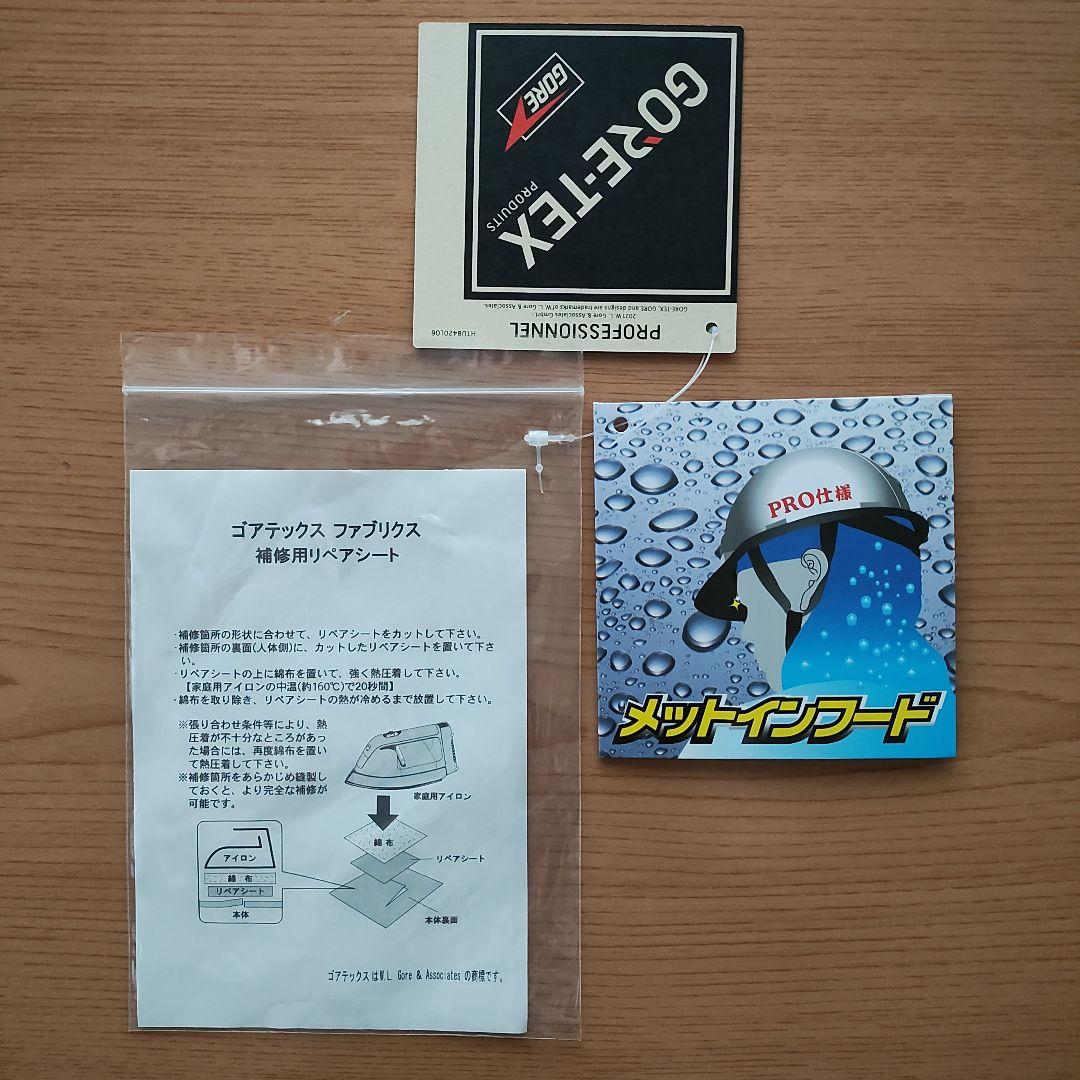 GORE
GORE-TEX
PRODUITS
PROFESSIONNEL
HTUB420L06
2021 W. L. Gore & Associates GmbH.
GORE-TEX, GORE and designs are trademarks of W. L. Gore & Associates
PRO仕様
メットインフード
ゴアテックス ファブリクス
補修用リペアシート
・補修箇所の形状に合わせて、リペアシートをカットして下さい。
・補修箇所の裏面(人体側)に、カットしたリペアシートを置いて下さ
い。
・リペアシートの上に綿布を置いて、強く熱圧着して下さい。
【家庭用アイロンの中温(約160℃)で20秒間】
・綿布を取り除き、リペアシートの熱が冷めるまで放置して下さい。
※張り合わせ条件等により、熱
圧着が不十分なところがあっ
た場合には、再度綿布を置い
て熱圧着して下さい。
※補修箇所をあらかじめ縫製し
ておくと、より完全な補修が
可能です。
家庭用アイロン
綿布
リペアシート
本体裏面
アイロン
綿 布
リペアシート
本体
ゴアテックスはW.L. Gore & Associates の商標です。